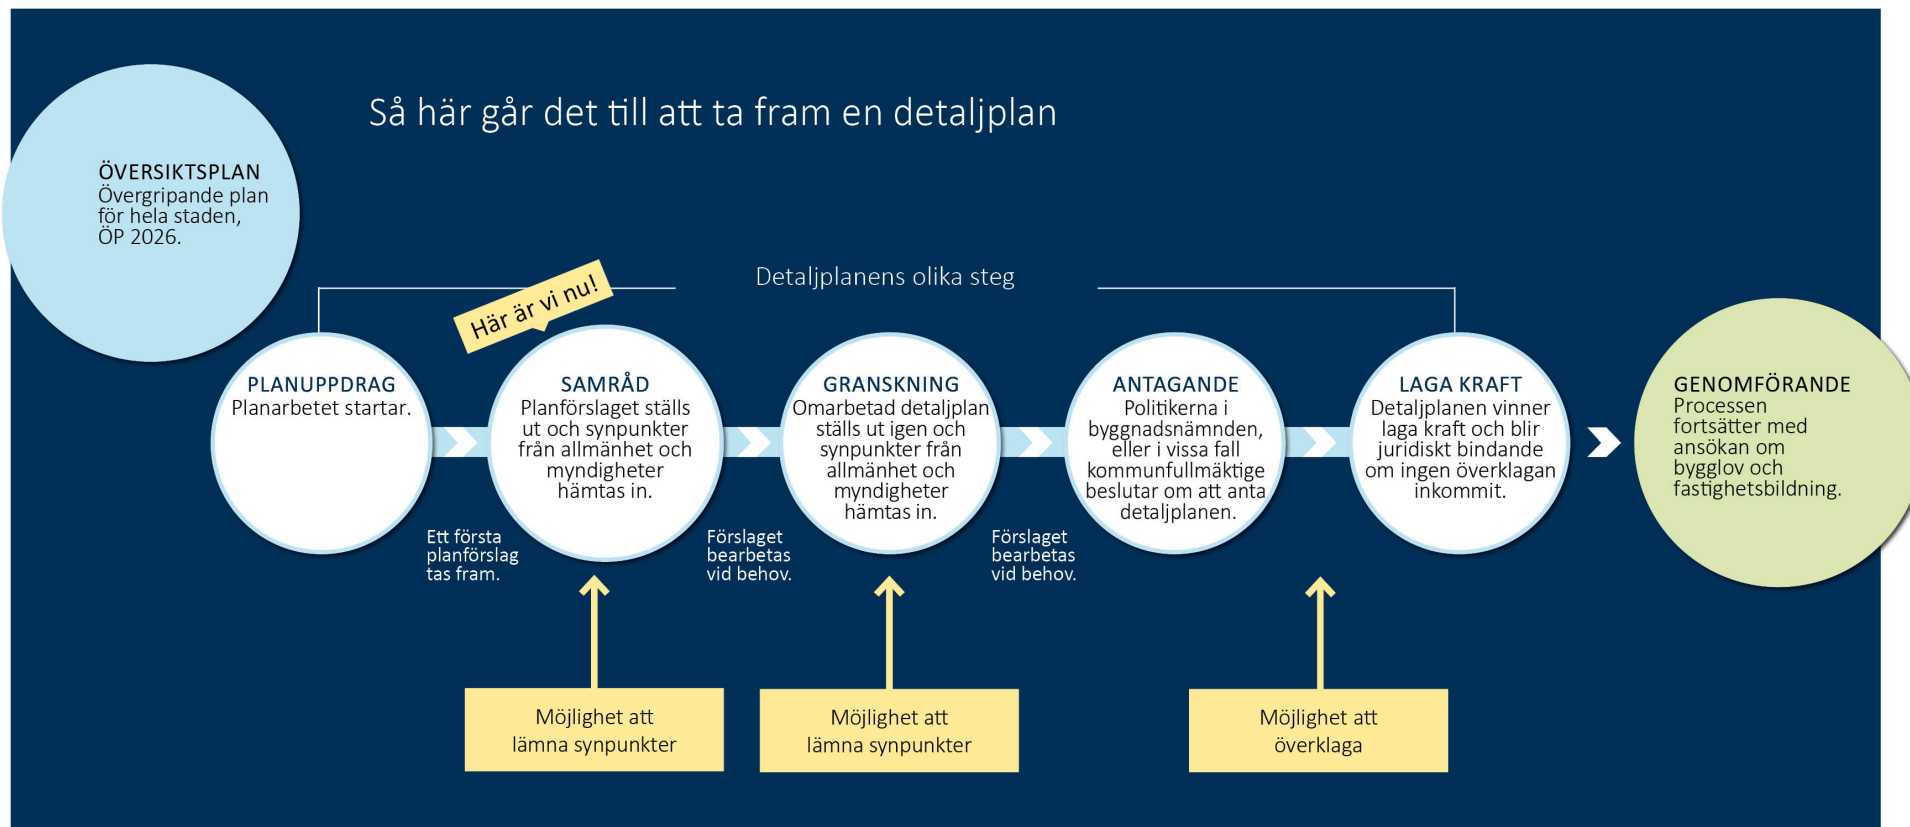 Så här går det till att ta fram en detaljplan
ÖVERSIKTSPLAN
Övergripande plan
för hela staden,
ÖP 2026.
Detaljplanens olika steg
Här är vi nu!
PLANUPPDRAG
Planarbetet startar.
Ett första
planförslag
tas fram.
SAMRÅD
Planförslaget ställs
ut och synpunkter
från allmänhet och
myndigheter
hämtas in.
Förslaget
bearbetas
vid behov.
GRANSKNING
Omarbetad detaljplan
ställs ut igen och
synpunkter från
allmänhet och
myndigheter
hämtas in.
Förslaget
bearbetas
vid behov.
ANTAGANDE
Politikerna i
byggnadsnämnden,
eller i vissa fall
kommunfullmäktige
beslutar om att anta
detaljplanen.
LAGA KRAFT
Detaljplanen vinner
laga kraft och blir
juridiskt bindande
om ingen överklagan
inkommit.
GENOMFÖRANDE
Processen
fortsätter med
ansökan om
bygglov och
fastighetsbildning.
Möjlighet att
lämna synpunkter
Möjlighet att
lämna synpunkter
Möjlighet att
överklaga